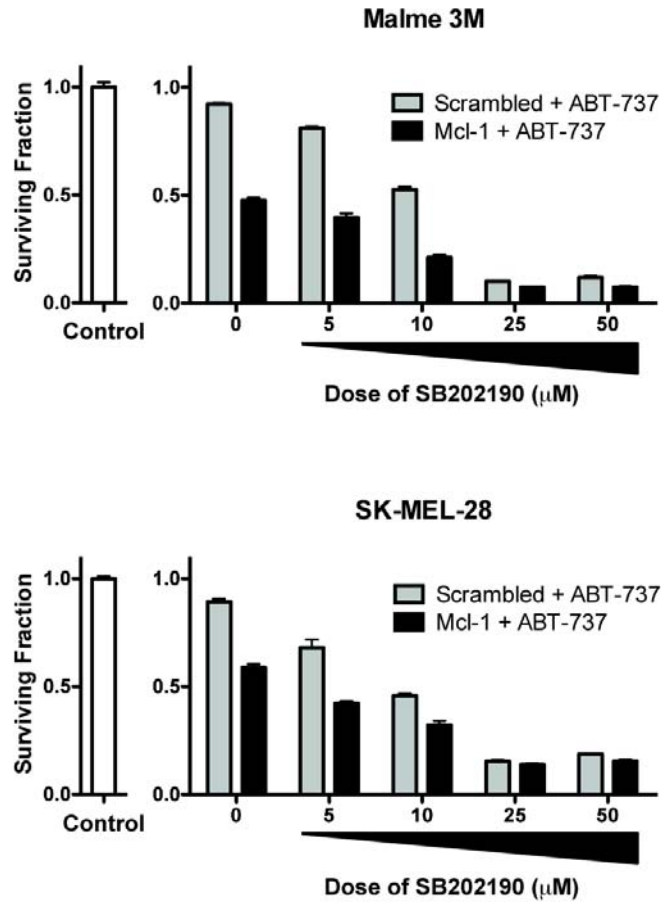 Malme 3M
Surviving Fraction
1.0
0.5
0.0
Control
1.0
0.5
0.0
Scrambled + ABT-737
Mcl-1 + ABT-737
0 5 10 25 50
Dose of SB202190 (μM)
SK-MEL-28
Surviving Fraction
1.0
0.5
0.0
Control
1.0
0.5
0.0
Scrambled + ABT-737
Mcl-1 + ABT-737
0 5 10 25 50
Dose of SB202190 (μM)